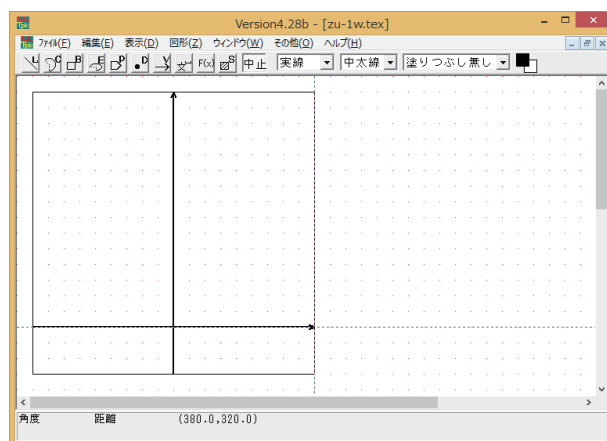 Version4.28b - [zu-1w.tex]
ﾌｧｲﾙ(F) 編集(E) 表示(D) 図形(Z) ウィンドウ(W) その他(O) ヘルプ(H)
L C B E P D V 文 F(x) S 中止 実線 中太線 塗りつぶし無し
角度 距離 (380.0,320.0)